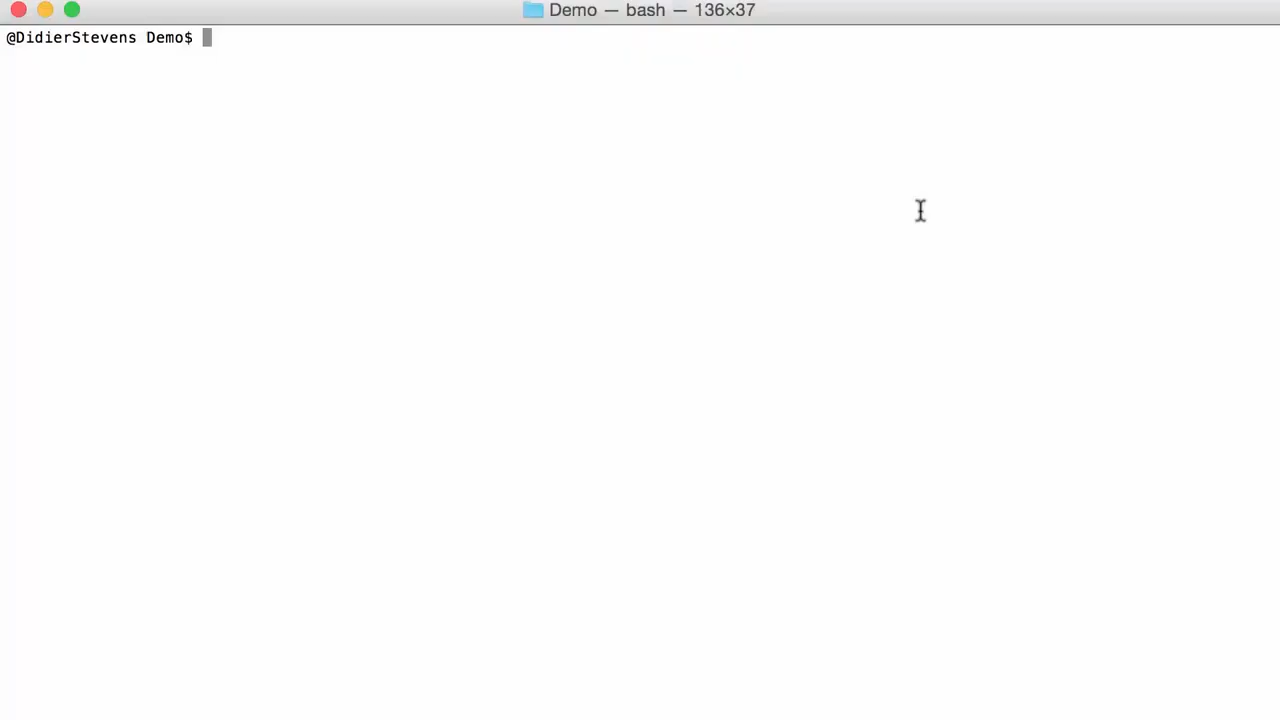 Demo — bash — 136×37
@DidierStevens Demo$